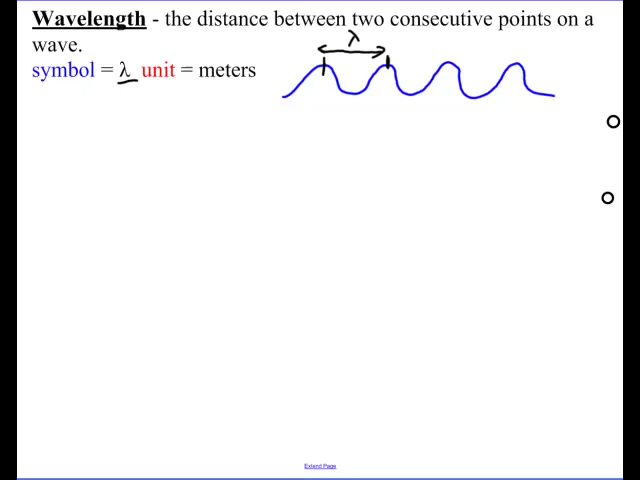 Wavelength - the distance between two consecutive points on a
wave.
λ
symbol = λ unit = meters
Extend Page